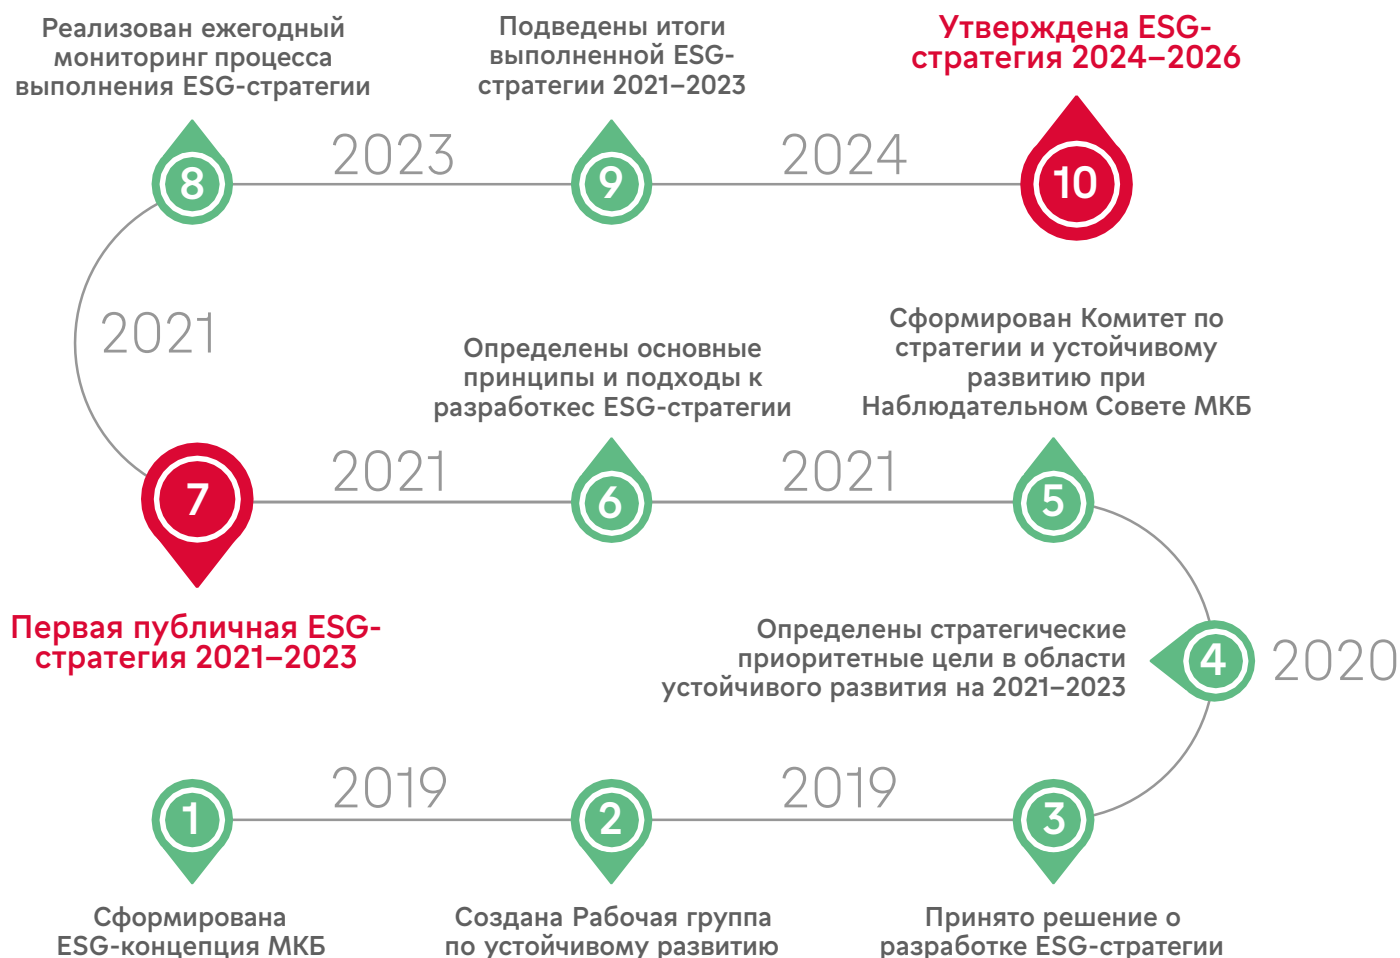 Реализован ежегодный
мониторинг процесса
выполнения ESG-стратегии
Подведены итоги
выполненной ESG-
стратегии 2021–2023
Утверждена ESG-
стратегия 2024–2026
8
2023
9
2024
10
2021
Определены основные
принципы и подходы к
разработкес ESG-стратегии
Сформирован Комитет по
стратегии и устойчивому
развитию при
Наблюдательном Совете МКБ
7
2021
6
2021
5
Первая публичная ESG-
стратегия 2021–2023
Определены стратегические
приоритетные цели в области
устойчивого развития на 2021–2023
4
2020
1
2019
2
2019
3
Сформирована
ESG-концепция МКБ
Создана Рабочая группа
по устойчивому развитию
Принято решение о
разработке ESG-стратегии